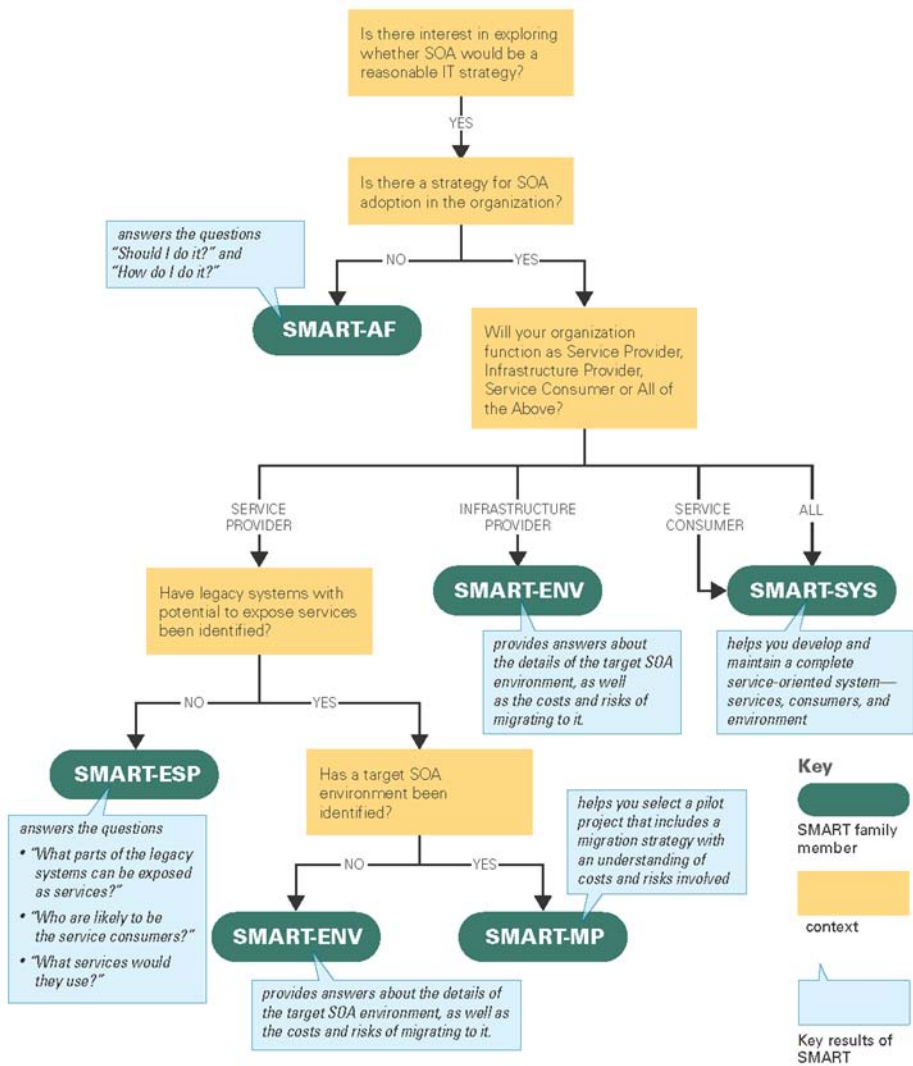 Is there interest in exploring
whether SOA would be a
reasonable IT strategy?
YES
Is there a strategy for SOA
adoption in the organization?
answers the questions
"Should I do it?" and
"How do I do it?"
NO
YES
SMART-AF
Will your organization
function as Service Provider,
Infrastructure Provider,
Service Consumer or All of
the Above?
SERVICE
PROVIDER
INFRASTRUCTURE
PROVIDER
SERVICE
CONSUMER
ALL
Have legacy systems with
potential to expose services
been identified?
SMART-ENV
SMART-SYS
provides answers about
the details of the target SOA
environment, as well
as the costs and risks of
migrating to it.
helps you develop and
maintain a complete
service-oriented system—
services, consumers, and
environment
NO
YES
SMART-ESP
Has a target SOA
environment been
identified?
answers the questions
• "What parts of the legacy
systems can be exposed
as services?"
• "Who are likely to be
the service consumers?"
• "What services would
they use?"
helps you select a pilot
project that includes a
migration strategy with
an understanding of
costs and risks involved
NO
YES
SMART-ENV
SMART-MP
provides answers about the details of
the target SOA environment, as well as
the costs and risks of migrating to it.
Key
SMART family
member
context
Key results of
SMART